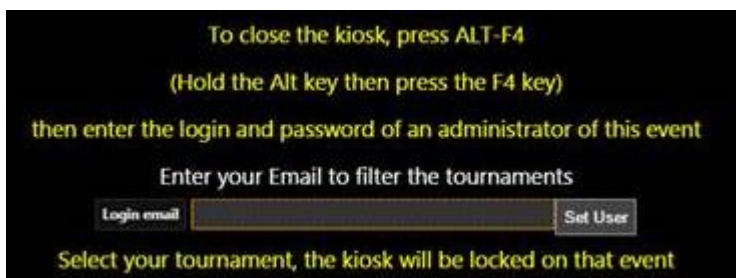 To close the kiosk, press ALT-F4
(Hold the Alt key then press the F4 key)
then enter the login and password of an administrator of this event
Enter your Email to filter the tournaments
Login email Set User
Select your tournament, the kiosk will be locked on that event